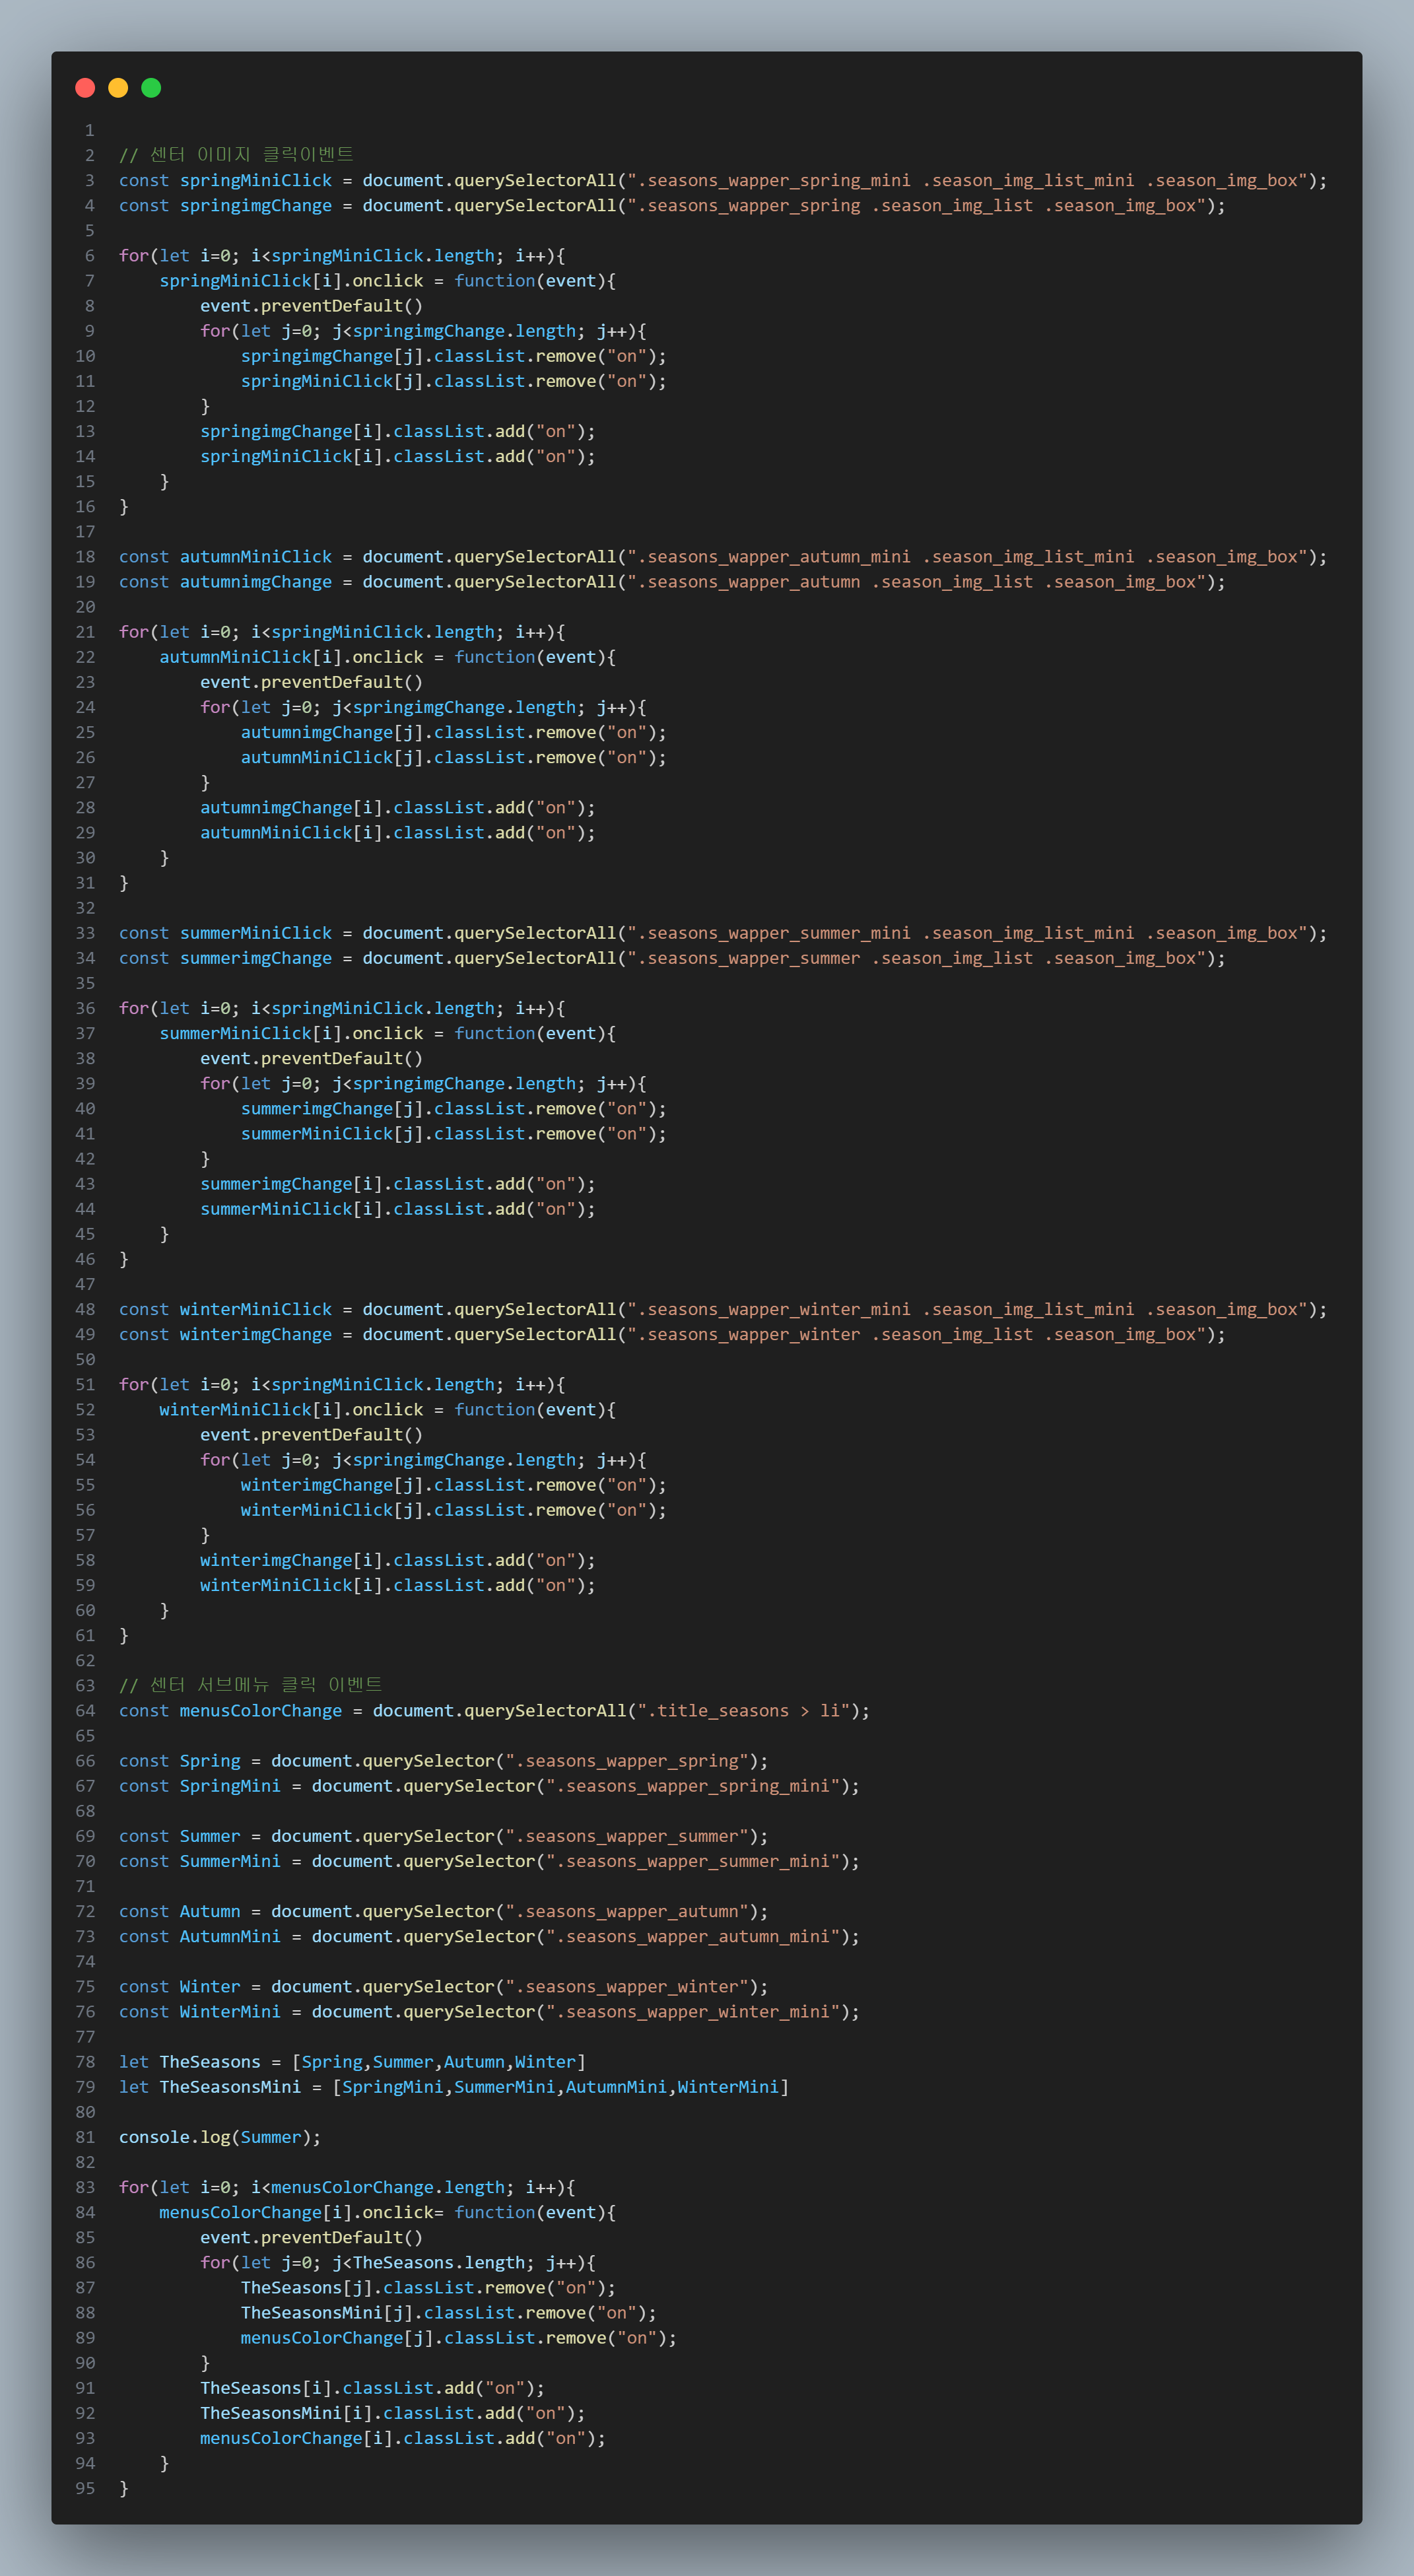 1
2 // 센터 이미지 클릭이벤트
3 const springMiniClick = document.querySelectorAll(".seasons_wapper_spring_mini .season_img_list_mini .season_img_box");
4 const springimgChange = document.querySelectorAll(".seasons_wapper_spring .season_img_list .season_img_box");
5
6 for(let i=0; i<springMiniClick.length; i++){
7     springMiniClick[i].onclick = function(event){
8         event.preventDefault()
9         for(let j=0; j<springimgChange.length; j++){
10             springimgChange[j].classList.remove("on");
11             springMiniClick[j].classList.remove("on");
12         }
13         springimgChange[i].classList.add("on");
14         springMiniClick[i].classList.add("on");
15     }
16 }
17
18 const autumnMiniClick = document.querySelectorAll(".seasons_wapper_autumn_mini .season_img_list_mini .season_img_box");
19 const autumnimgChange = document.querySelectorAll(".seasons_wapper_autumn .season_img_list .season_img_box");
20
21 for(let i=0; i<springMiniClick.length; i++){
22     autumnMiniClick[i].onclick = function(event){
23         event.preventDefault()
24         for(let j=0; j<springimgChange.length; j++){
25             autumnimgChange[j].classList.remove("on");
26             autumnMiniClick[j].classList.remove("on");
27         }
28         autumnimgChange[i].classList.add("on");
29         autumnMiniClick[i].classList.add("on");
30     }
31 }
32
33 const summerMiniClick = document.querySelectorAll(".seasons_wapper_summer_mini .season_img_list_mini .season_img_box");
34 const summerimgChange = document.querySelectorAll(".seasons_wapper_summer .season_img_list .season_img_box");
35
36 for(let i=0; i<springMiniClick.length; i++){
37     summerMiniClick[i].onclick = function(event){
38         event.preventDefault()
39         for(let j=0; j<springimgChange.length; j++){
40             summerimgChange[j].classList.remove("on");
41             summerMiniClick[j].classList.remove("on");
42         }
43         summerimgChange[i].classList.add("on");
44         summerMiniClick[i].classList.add("on");
45     }
46 }
47
48 const winterMiniClick = document.querySelectorAll(".seasons_wapper_winter_mini .season_img_list_mini .season_img_box");
49 const winterimgChange = document.querySelectorAll(".seasons_wapper_winter .season_img_list .season_img_box");
50
51 for(let i=0; i<springMiniClick.length; i++){
52     winterMiniClick[i].onclick = function(event){
53         event.preventDefault()
54         for(let j=0; j<springimgChange.length; j++){
55             winterimgChange[j].classList.remove("on");
56             winterMiniClick[j].classList.remove("on");
57         }
58         winterimgChange[i].classList.add("on");
59         winterMiniClick[i].classList.add("on");
60     }
61 }
62
63 // 센터 서브메뉴 클릭 이벤트
64 const menusColorChange = document.querySelectorAll(".title_seasons > li");
65
66 const Spring = document.querySelector(".seasons_wapper_spring");
67 const SpringMini = document.querySelector(".seasons_wapper_spring_mini");
68
69 const Summer = document.querySelector(".seasons_wapper_summer");
70 const SummerMini = document.querySelector(".seasons_wapper_summer_mini");
71
72 const Autumn = document.querySelector(".seasons_wapper_autumn");
73 const AutumnMini = document.querySelector(".seasons_wapper_autumn_mini");
74
75 const Winter = document.querySelector(".seasons_wapper_winter");
76 const WinterMini = document.querySelector(".seasons_wapper_winter_mini");
77
78 let TheSeasons = [Spring,Summer,Autumn,Winter]
79 let TheSeasonsMini = [SpringMini,SummerMini,AutumnMini,WinterMini]
80
81 console.log(Summer);
82
83 for(let i=0; i<menusColorChange.length; i++){
84     menusColorChange[i].onclick= function(event){
85         event.preventDefault()
86         for(let j=0; j<TheSeasons.length; j++){
87             TheSeasons[j].classList.remove("on");
88             TheSeasonsMini[j].classList.remove("on");
89             menusColorChange[j].classList.remove("on");
90         }
91         TheSeasons[i].classList.add("on");
92         TheSeasonsMini[i].classList.add("on");
93         menusColorChange[i].classList.add("on");
94     }
95 }